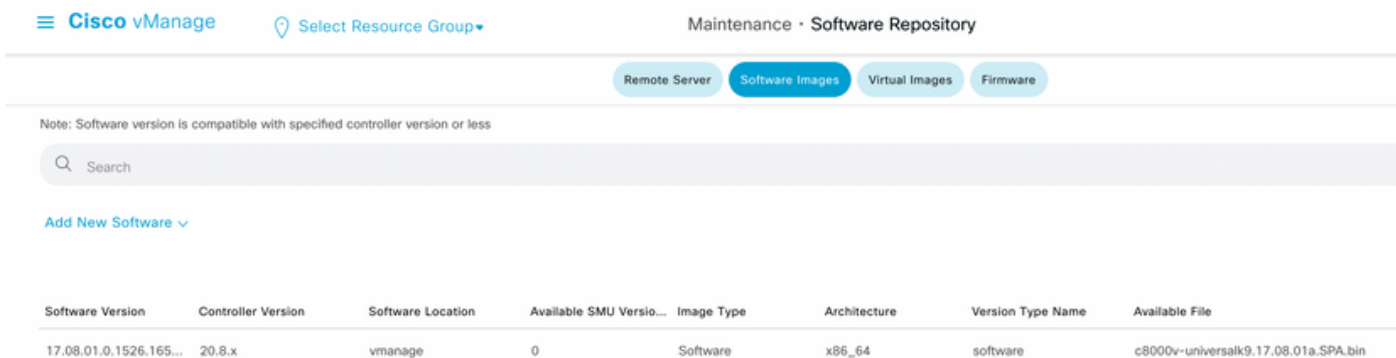 Cisco vManage
Select Resource Group
Maintenance · Software Repository
Remote Server Software Images Virtual Images Firmware
Note: Software version is compatible with specified controller version or less
Search
Add New Software
Software Version Controller Version Software Location Available SMU Versio... Image Type Architecture Version Type Name Available File
17.08.01.0.1526.165... 20.8.x vmanage 0 Software x86_64 software c8000v-universalk9.17.08.01a.SPA.bin